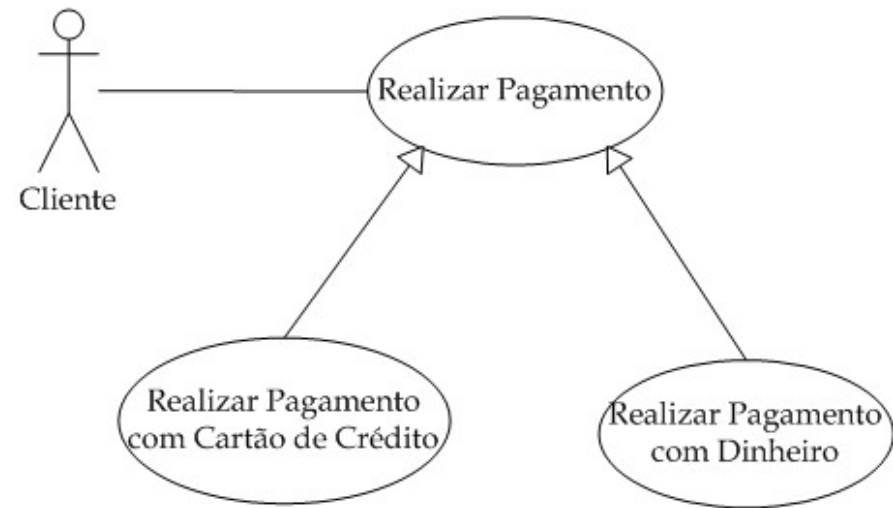 Realizar Pagamento
Cliente
Realizar Pagamento
com Cartão de Crédito
Realizar Pagamento
com Dinheiro